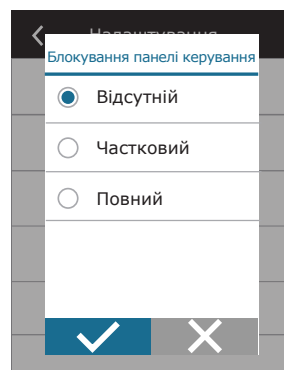 Налаштування
Блокування панелі керування
Відсутній
Частковий
Повний